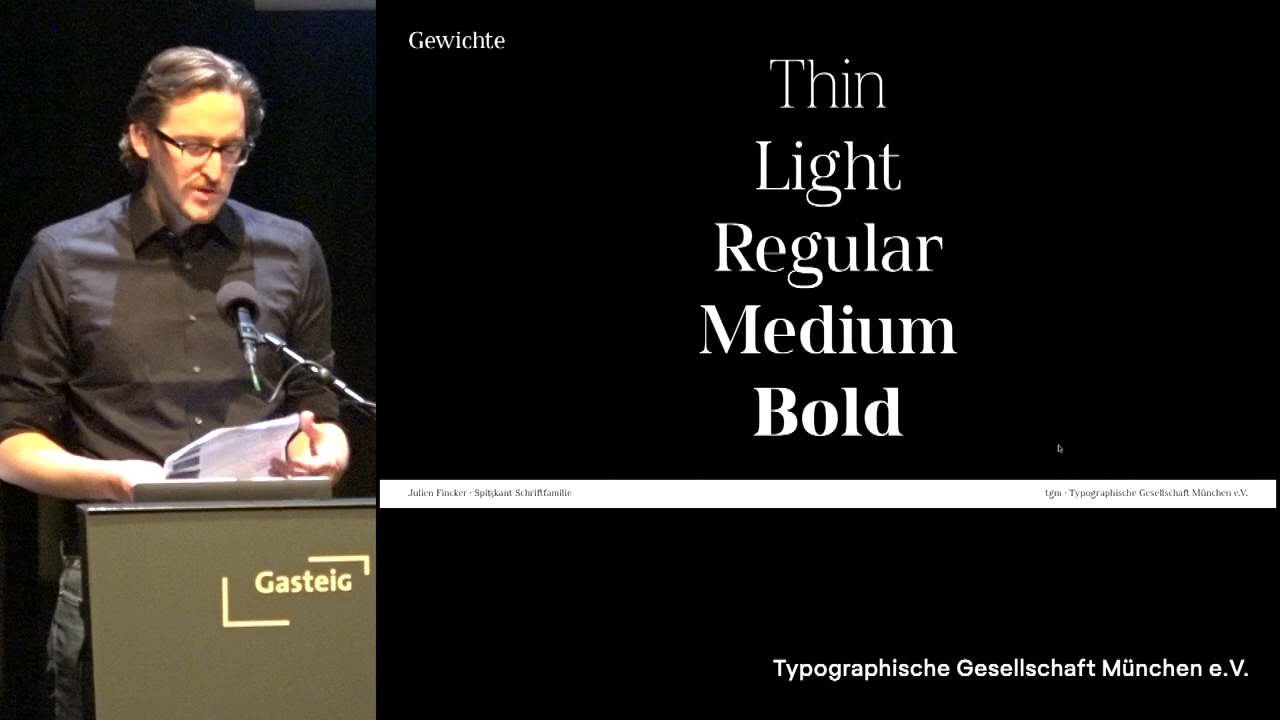 Gewichte
Thin
Light
Regular
Medium
Bold
Julien Fincker · Spitzkant Schriftfamilie
tgm · Typographische Gesellschaft München e.V.
Gasteig
Typographische Gesellschaft München e.V.